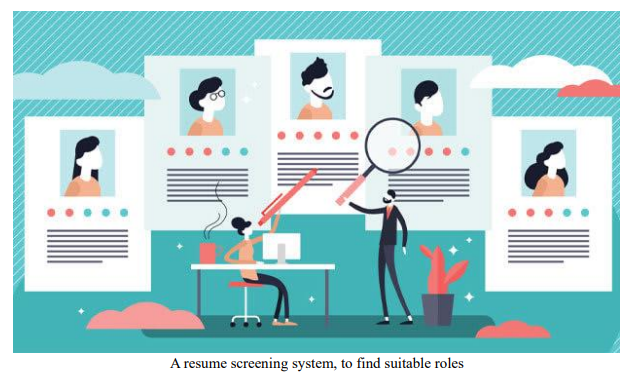 A resume screening system, to find suitable roles